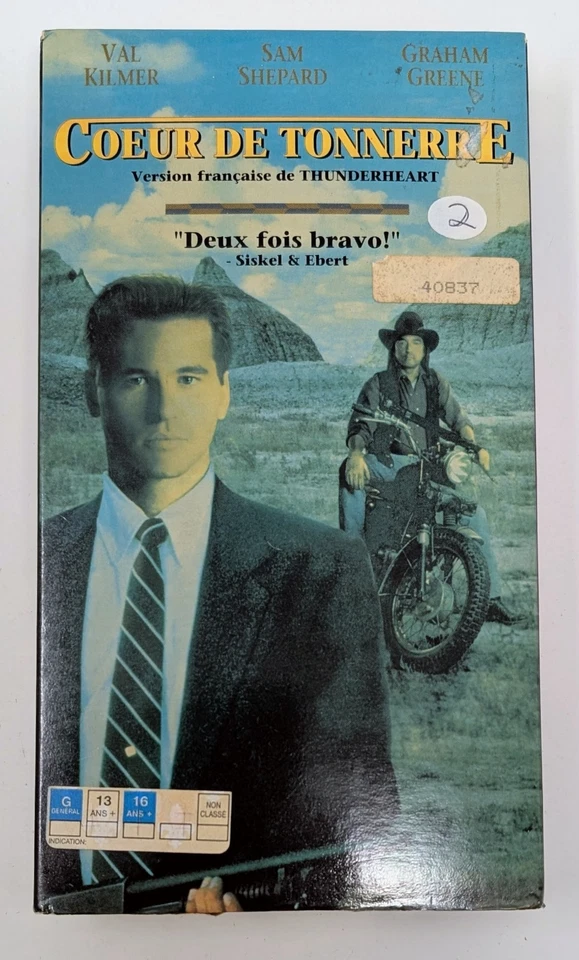 VAL
KILMER
SAM
SHEPARD
GRAHAM
GREENE
COEUR DE TONNERRE
Version française de THUNDERHEART
2
"Deux fois bravo!"
- Siskel & Ebert
40837
G
GENERAL
13
ANS +
16
ANS +
NON
CLASSÉ
INDICATION: